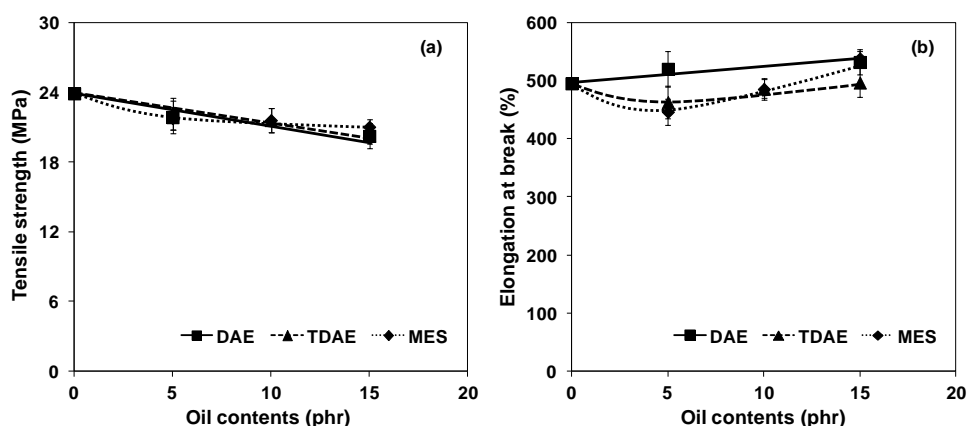 (a)
Tensile strength (MPa)
30
24
18
12
6
0
DAE TDAE MES
0 5 10 15 20
Oil contents (phr)
(b)
Elongation at break (%)
600
500
400
300
200
100
0
DAE TDAE MES
0 5 10 15 20
Oil contents (phr)